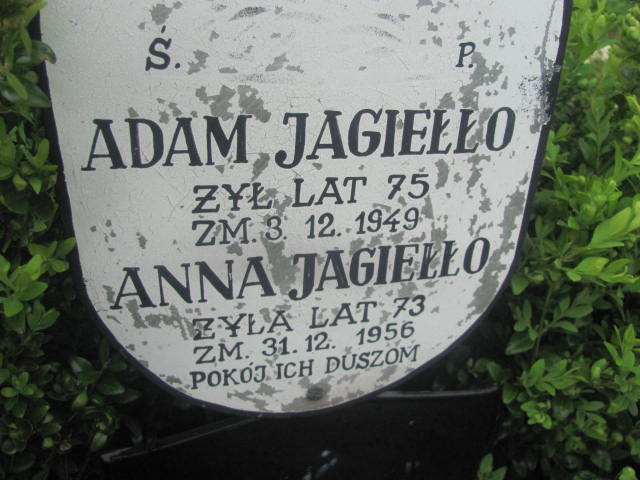 Ś. P.
ADAM JAGIEŁŁO
ŻYŁ LAT 75
ZM. 3 12. 1949
ANNA JAGIEŁŁO
ŻYŁA LAT 73
ZM. 31. 12. 1956
POKÓJ ICH DUSZOM